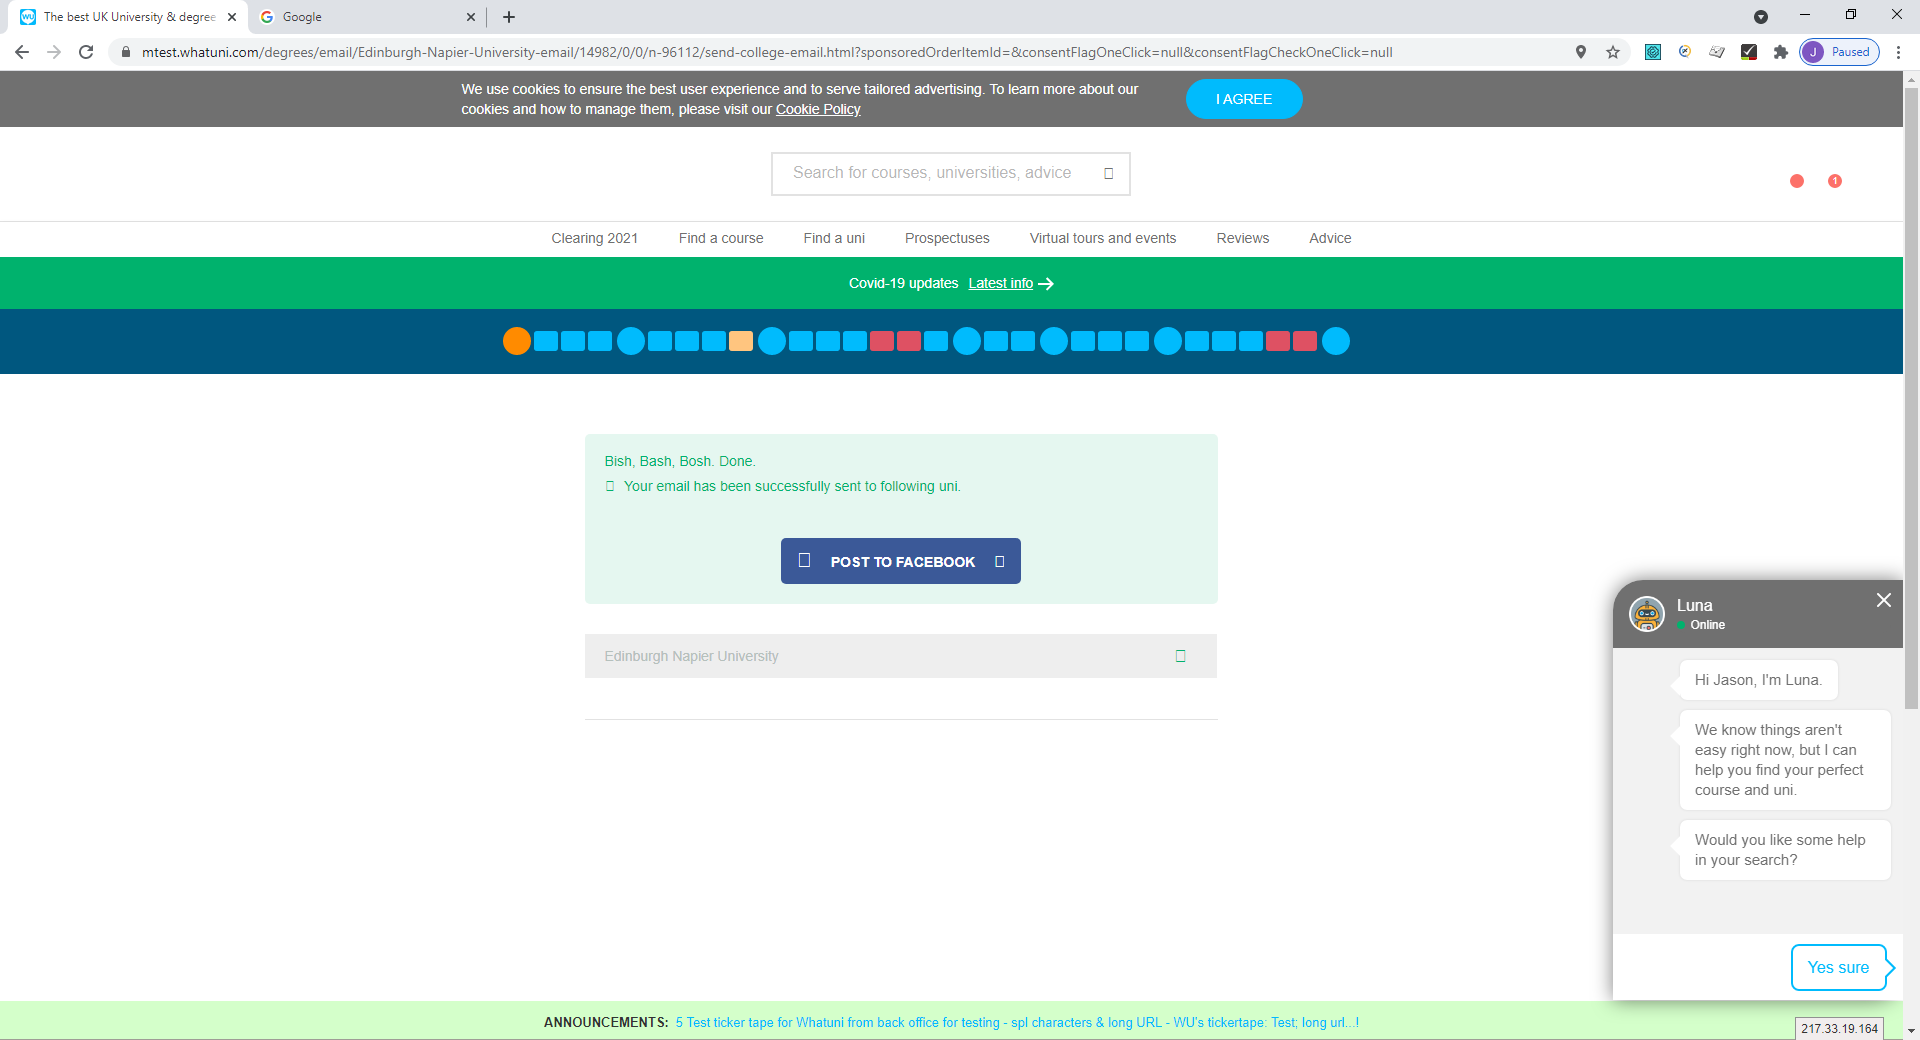 The best UK University & degree
Google
mtest.whatuni.com/degrees/email/Edinburgh-Napier-University-email/14982/0/0/n-96112/send-college-email.html?sponsoredOrderItemId=&consentFlagOneClick=null&consentFlagCheckOneClick=null
J Paused
We use cookies to ensure the best user experience and to serve tailored advertising. To learn more about our
cookies and how to manage them, please visit our Cookie Policy
I AGREE
Search for courses, universities, advice
1
Clearing 2021 Find a course Find a uni Prospectuses Virtual tours and events Reviews Advice
Covid-19 updates Latest info
Bish, Bash, Bosh. Done.
Your email has been successfully sent to following uni.
POST TO FACEBOOK
Edinburgh Napier University
Luna
Online
Hi Jason, I'm Luna.
We know things aren't
easy right now, but I can
help you find your perfect
course and uni.
Would you like some help
in your search?
Yes sure
ANNOUNCEMENTS: 5 Test ticker tape for Whatuni from back office for testing - spl characters & long URL - WU's tickertape: Test; long url...!
217.33.19.164